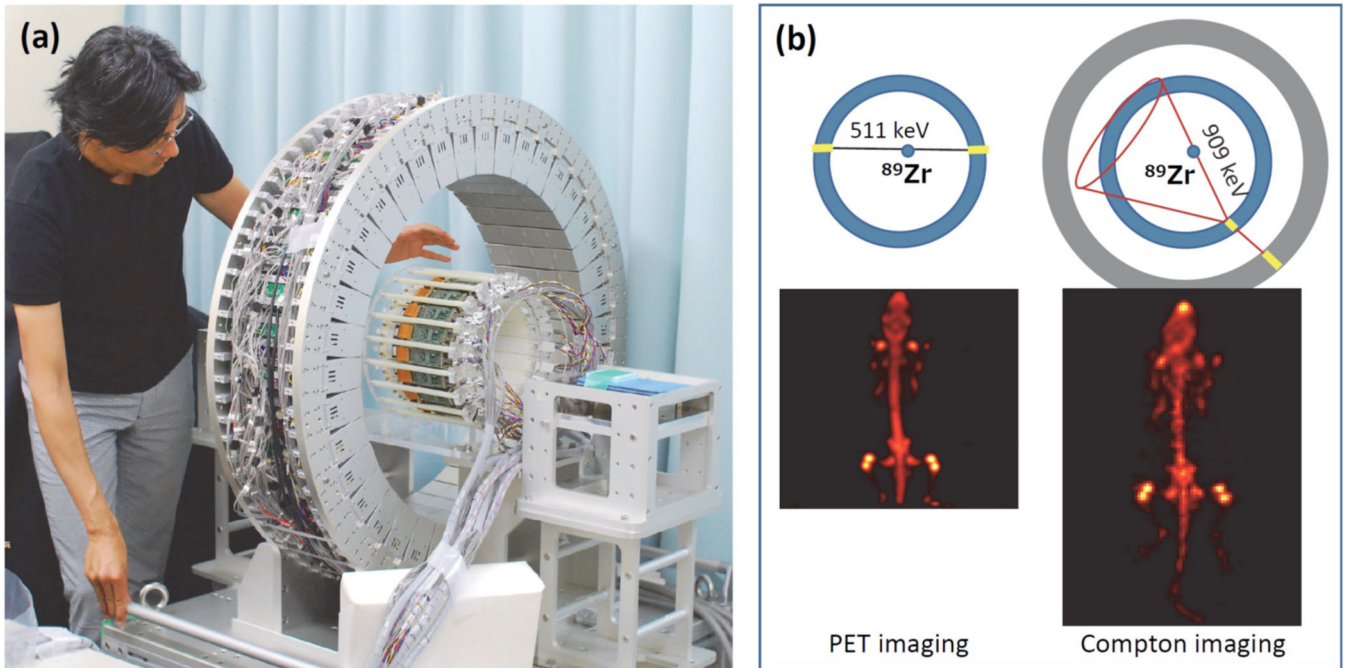 (a)
(b)
511 keV
⁸⁹Zr
909 keV
⁸⁹Zr
PET imaging
Compton imaging